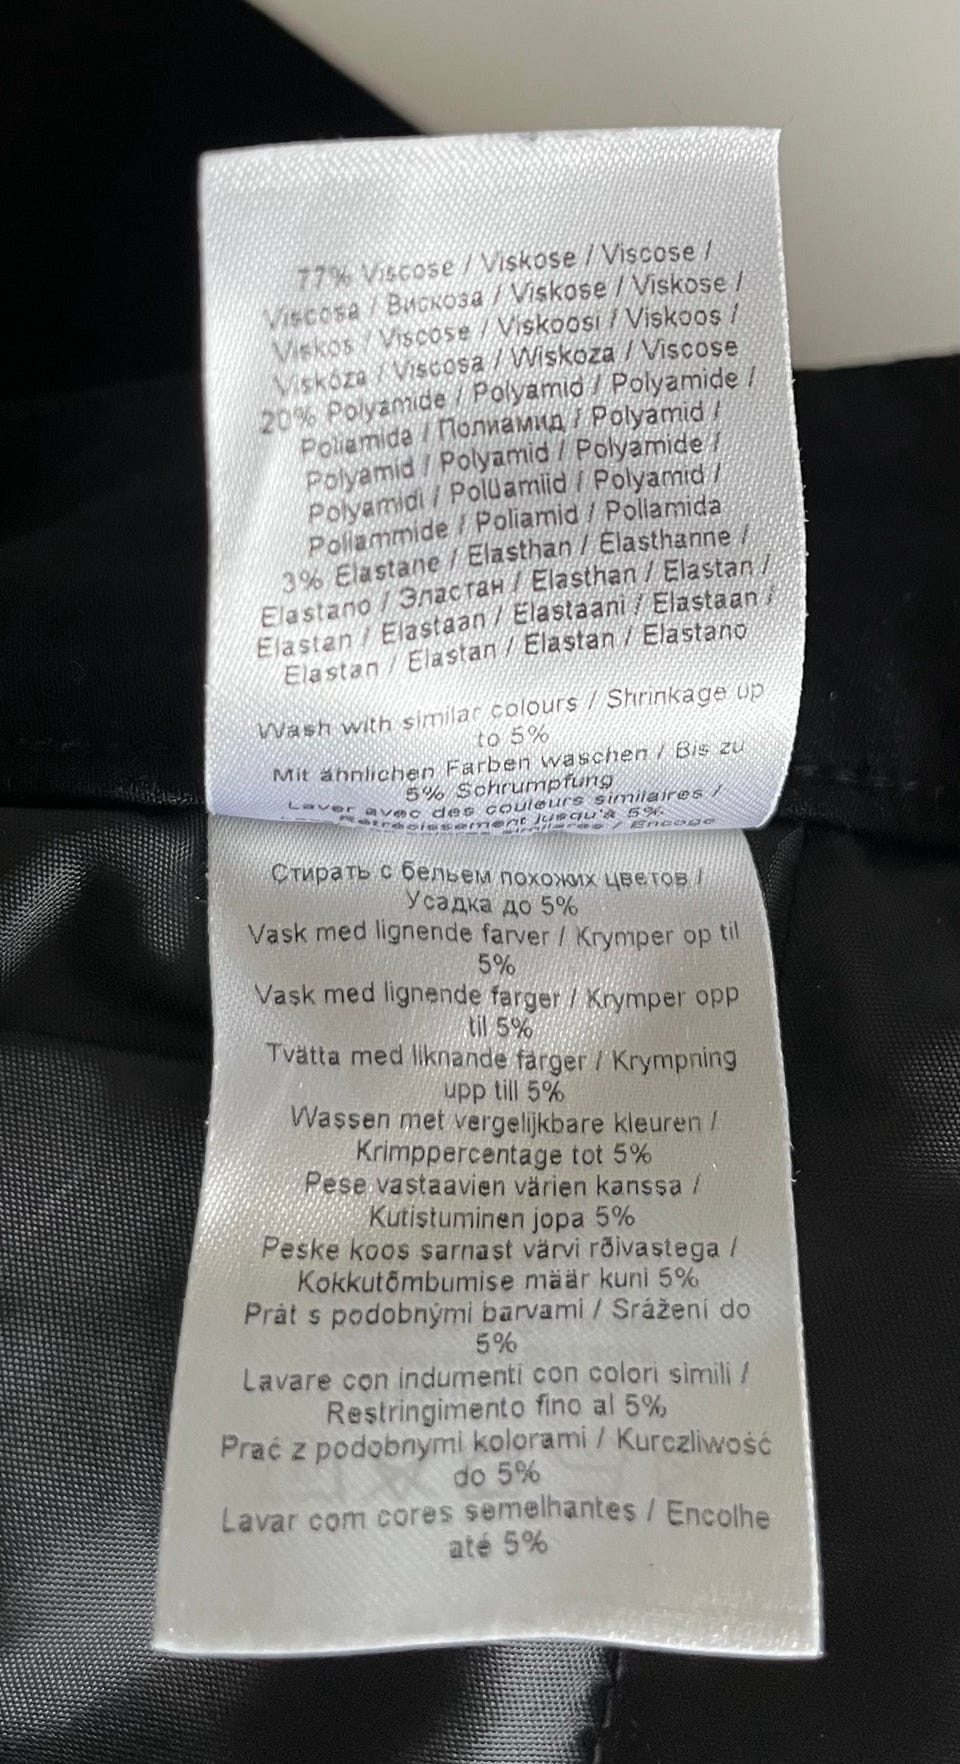 77% Viscose / Viskose / Viscose /
Viscosa / Вискоза / Viskose / Viskose /
Viskos / Viscose / Viskoosi / Viskoos /
Viskóza / Viscosa / Wiskoza / Viscose
20% Polyamide / Polyamid / Polyamide /
Poliamida / Полиамид / Polyamid /
Polyamid / Polyamid / Polyamide /
Polyamidi / Polüamiid / Polyamid /
Poliammide / Poliamid / Poliamida
3% Elastane / Elasthan / Elasthanne /
Elastano / Эластан / Elasthan / Elastan /
Elastan / Elastaan / Elastaani / Elastaan /
Elastan / Elastan / Elastan / Elastano
Wash with similar colours / Shrinkage up
to 5%
Mit ähnlichen Farben waschen / Bis zu
5% Schrumpfung
Laver avec des couleurs similaires /
Rétrécissement jusqu'à 5%
similares / Encoge
Стирать с бельем похожих цветов /
Усадка до 5%
Vask med lignende farver / Krymper op til
5%
Vask med lignende farger / Krymper opp
til 5%
Tvätta med liknande färger / Krympning
upp till 5%
Wassen met vergelijkbare kleuren /
Krimppercentage tot 5%
Pese vastaavien värien kanssa /
Kutistuminen jopa 5%
Peske koos sarnast värvi rõivastega /
Kokkutõmbumise määr kuni 5%
Prát s podobnými barvami / Srážení do
5%
Lavare con indumenti con colori simili /
Restringimento fino al 5%
Prać z podobnymi kolorami / Kurczliwość
do 5%
Lavar com cores semelhantes / Encolhe
até 5%